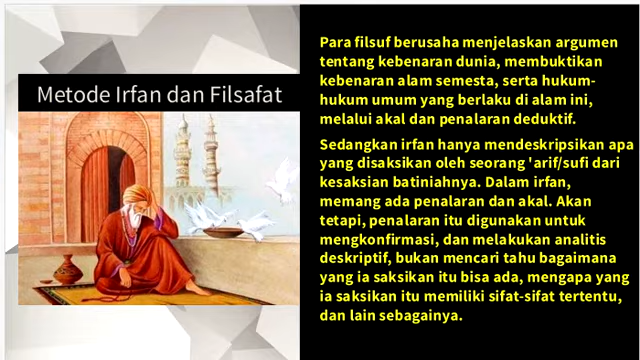 Metode Irfan dan Filsafat
Para filsuf berusaha menjelaskan argumen
tentang kebenaran dunia, membuktikan
kebenaran alam semesta, serta hukum-
hukum umum yang berlaku di alam ini,
melalui akal dan penalaran deduktif.
Sedangkan irfan hanya mendeskripsikan apa
yang disaksikan oleh seorang 'arif/sufi dari
kesaksian batiniahnya. Dalam irfan,
memang ada penalaran dan akal. Akan
tetapi, penalaran itu digunakan untuk
mengkonfirmasi, dan melakukan analitis
deskriptif, bukan mencari tahu bagaimana
yang ia saksikan itu bisa ada, mengapa yang
ia saksikan itu memiliki sifat-sifat tertentu,
dan lain sebagainya.